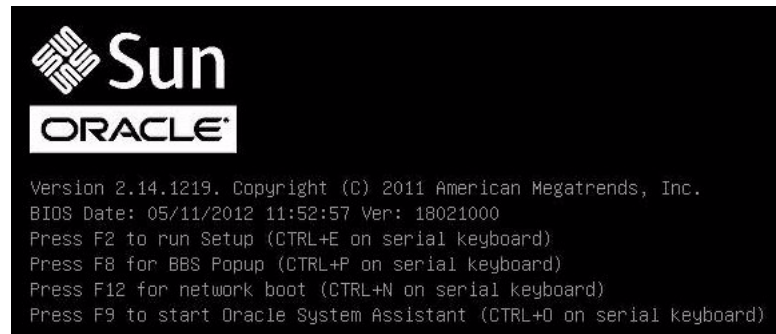 Sun
ORACLE
Version 2.14.1219. Copyright (C) 2011 American Megatrends, Inc.
BIOS Date: 05/11/2012 11:52:57 Ver: 18021000
Press F2 to run Setup (CTRL+E on serial keyboard)
Press F8 for BBS Popup (CTRL+P on serial keyboard)
Press F12 for network boot (CTRL+N on serial keyboard)
Press F9 to start Oracle System Assistant (CTRL+O on serial keyboard)